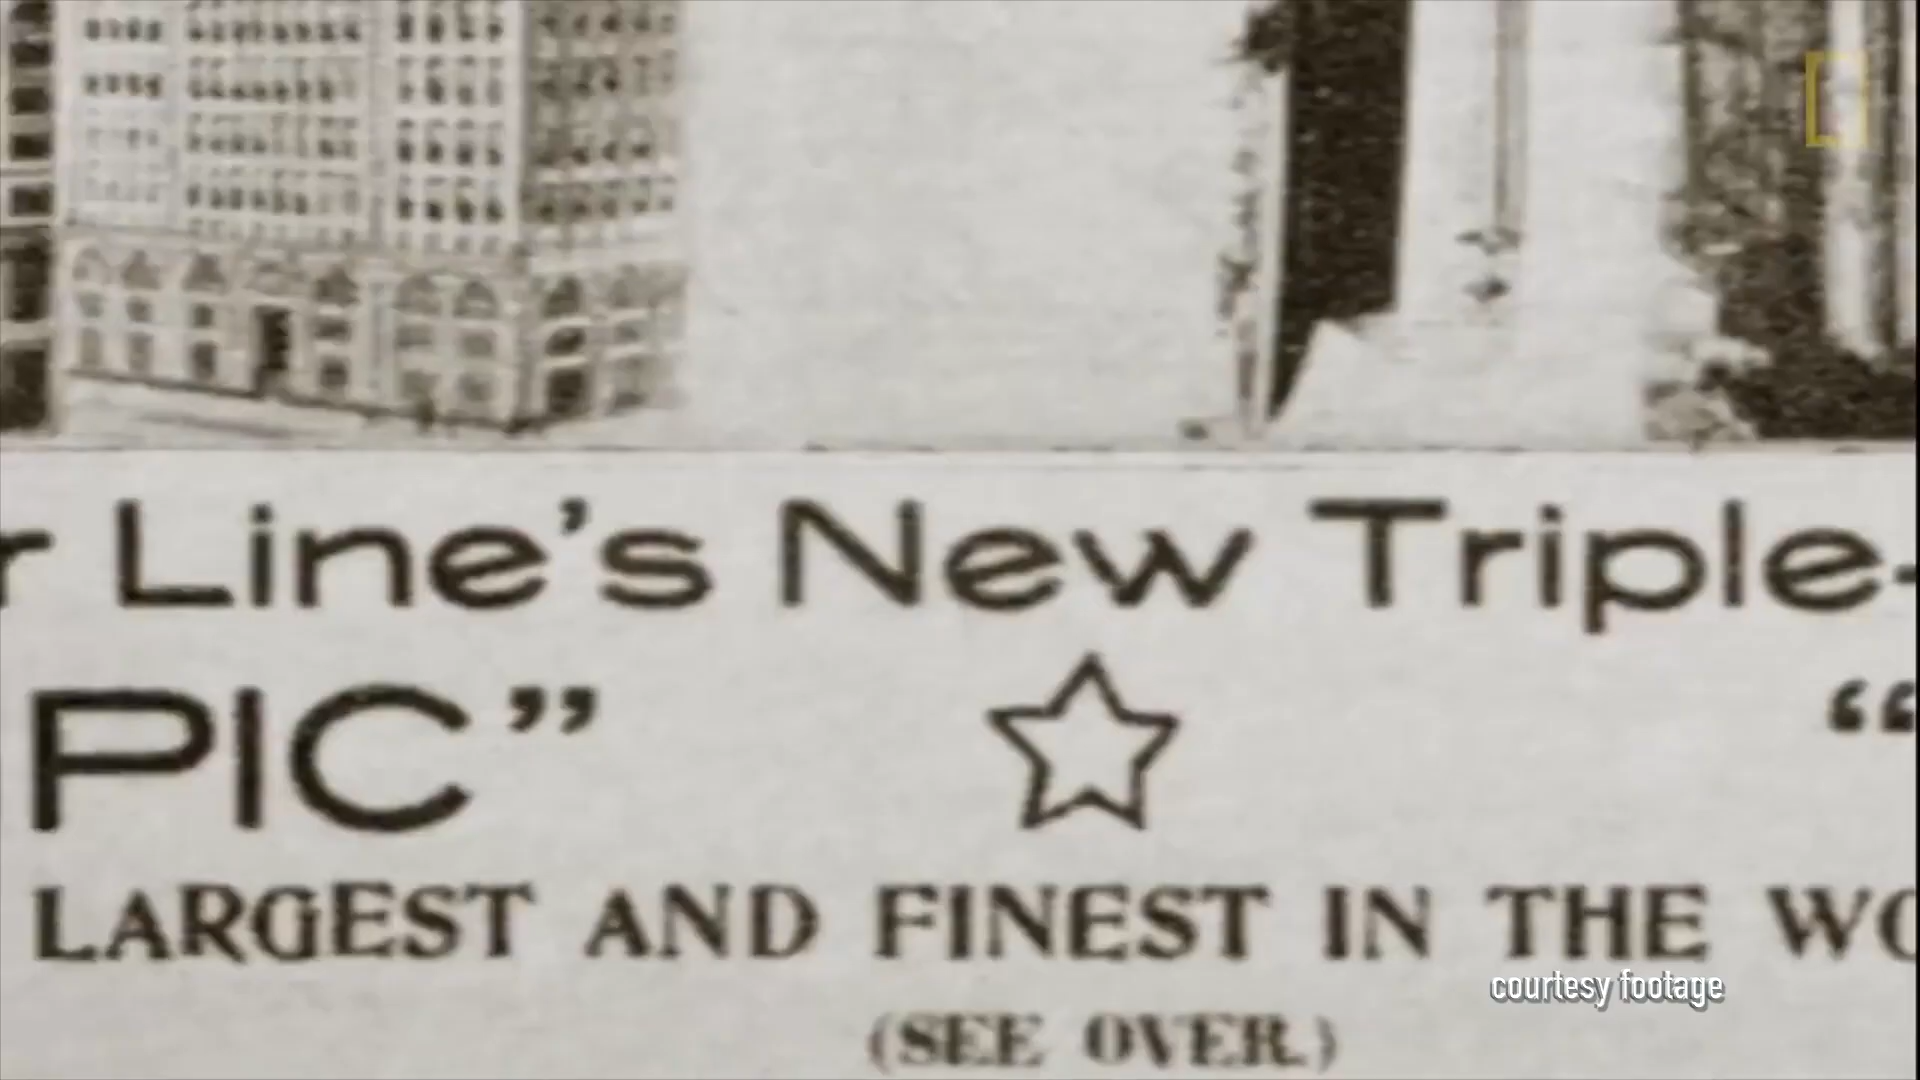 r Line's New Triple-
PIC" "
LARGEST AND FINEST IN THE WO
courtesy footage
(SEE OVER.)